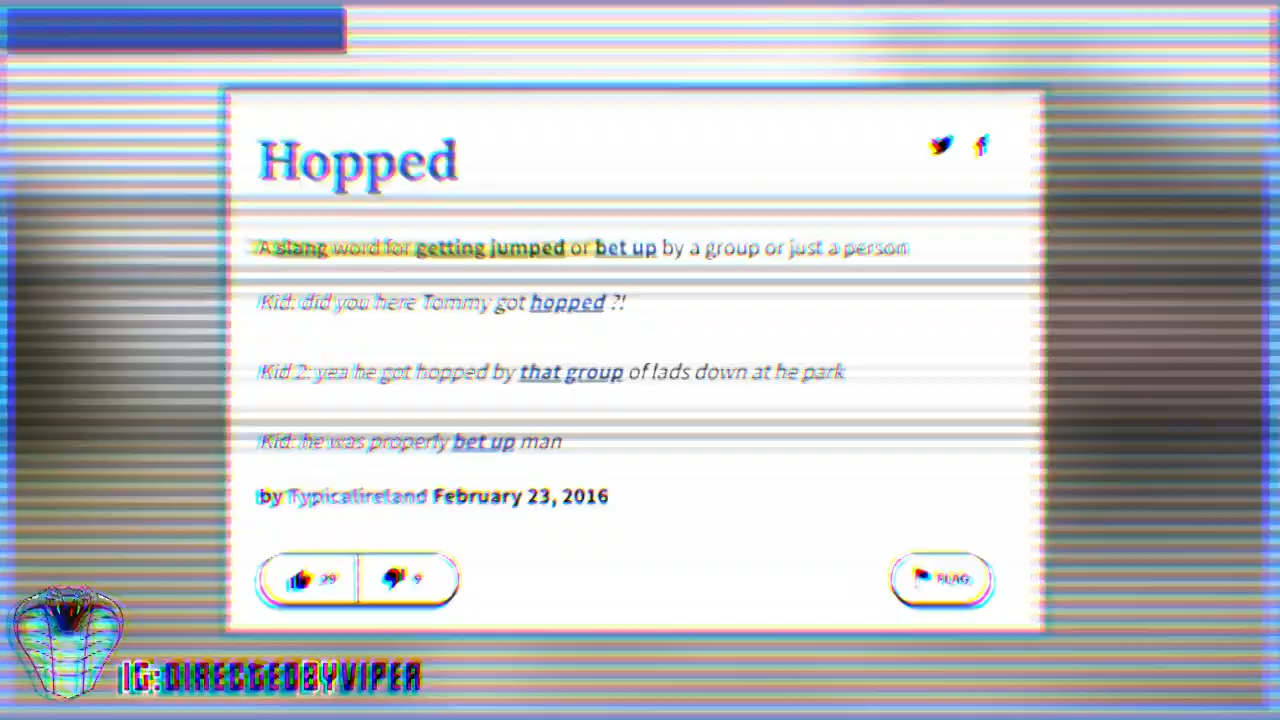 Hopped
A slang word for getting jumped or bet up by a group or just a person
Kid: did you here Tommy got hopped ?!
Kid 2: yea he got hopped by that group of lads down at he park
Kid: he was properly bet up man
by Typicalireland February 23, 2016
29 9 FLAG
IG:DIRECTEDBYVIPER